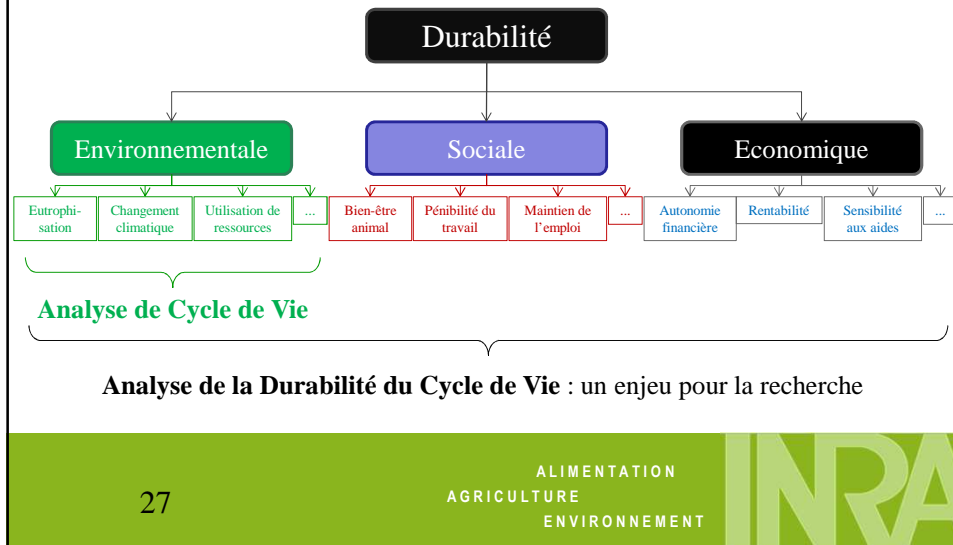 Durabilité
Environnementale
Sociale
Economique
Eutrophi-
sation
Changement
climatique
Utilisation de
ressources
...
Bien-être
animal
Pénibilité du
travail
Maintien de
l'emploi
...
Autonomie
financière
Rentabilité
Sensibilité
aux aides
...
Analyse de Cycle de Vie
Analyse de la Durabilité du Cycle de Vie : un enjeu pour la recherche
27
ALIMENTATION
AGRICULTURE
ENVIRONNEMENT
INRA